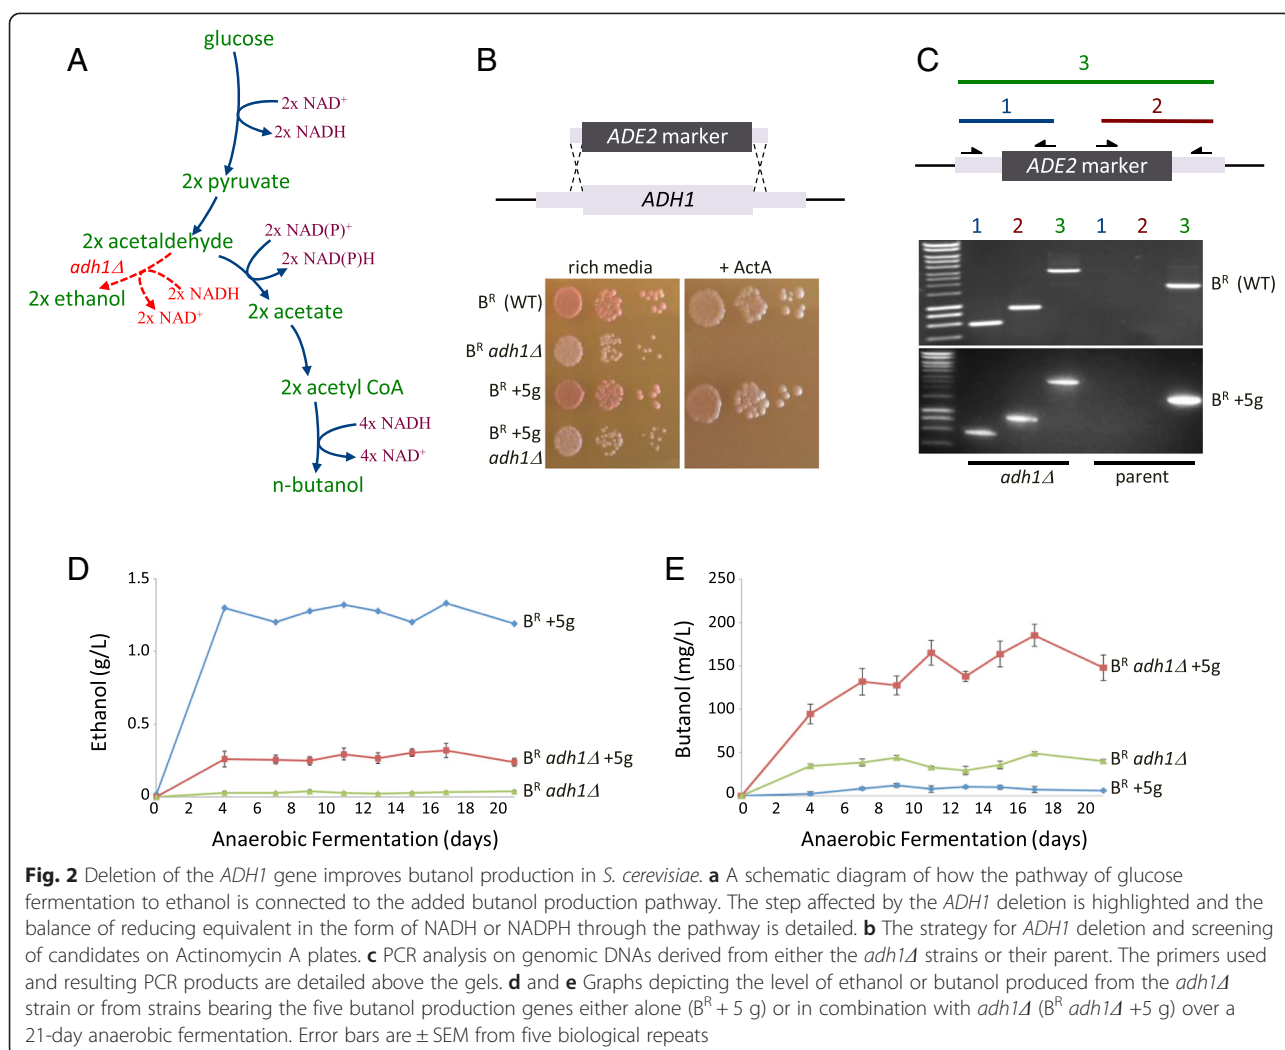 A
glucose
2x NAD⁺
2x NADH
2x pyruvate
2x acetaldehyde
2x NAD(P)⁺
2x NAD(P)H
adh1Δ
2x ethanol
2x NADH
2x NAD⁺
2x acetate
2x acetyl CoA
4x NADH
4x NAD⁺
n-butanol
B
ADE2 marker
ADH1
rich media
+ ActA
Bᴿ (WT)
Bᴿ adh1Δ
Bᴿ +5g
Bᴿ +5g
adh1Δ
C
3
1
2
ADE2 marker
1 2 3 1 2 3
Bᴿ (WT)
Bᴿ +5g
adh1Δ
parent
D
Ethanol (g/L)
1.5
1.0
0.5
0
0 2 4 6 8 10 12 14 16 18 20
Anaerobic Fermentation (days)
Bᴿ +5g
Bᴿ adh1Δ +5g
Bᴿ adh1Δ
E
Butanol (mg/L)
250
200
150
100
50
0
0 2 4 6 8 10 12 14 16 18 20
Anaerobic Fermentation (days)
Bᴿ adh1Δ +5g
Bᴿ adh1Δ
Bᴿ +5g
Fig. 2 Deletion of the ADH1 gene improves butanol production in S. cerevisiae. a A schematic diagram of how the pathway of glucose
fermentation to ethanol is connected to the added butanol production pathway. The step affected by the ADH1 deletion is highlighted and the
balance of reducing equivalent in the form of NADH or NADPH through the pathway is detailed. b The strategy for ADH1 deletion and screening
of candidates on Actinomycin A plates. c PCR analysis on genomic DNAs derived from either the adh1Δ strains or their parent. The primers used
and resulting PCR products are detailed above the gels. d and e Graphs depicting the level of ethanol or butanol produced from the adh1Δ
strain or from strains bearing the five butanol production genes either alone (Bᴿ + 5 g) or in combination with adh1Δ (Bᴿ adh1Δ +5 g) over a
21-day anaerobic fermentation. Error bars are ± SEM from five biological repeats